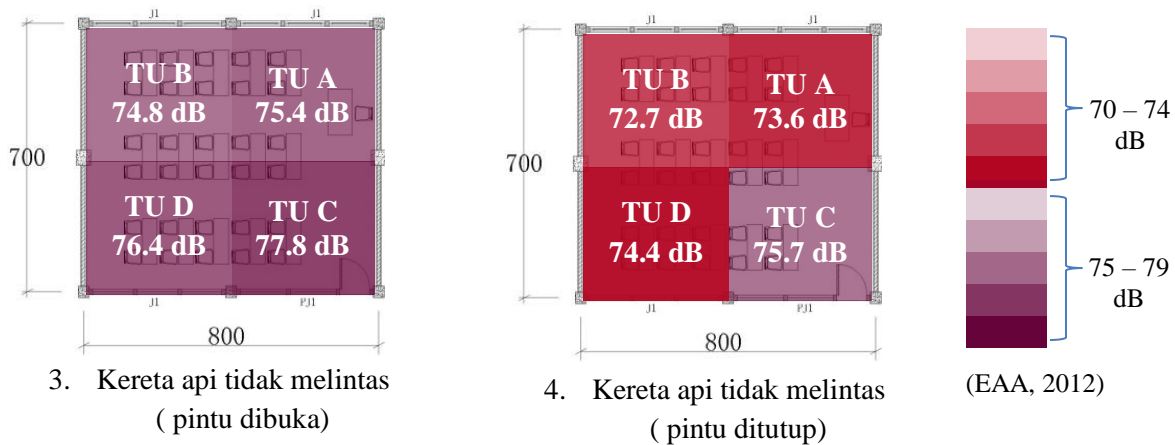 J1
J1
TU B
74.8 dB
TU A
75.4 dB
700
TU D
76.4 dB
TU C
77.8 dB
J1
PJ1
800
3. Kereta api tidak melintas
( pintu dibuka)
J1
J1
TU B
72.7 dB
TU A
73.6 dB
700
TU D
74.4 dB
TU C
75.7 dB
J1
PJ1
800
4. Kereta api tidak melintas
( pintu ditutup)
70 – 74
dB
75 – 79
dB
(EAA, 2012)